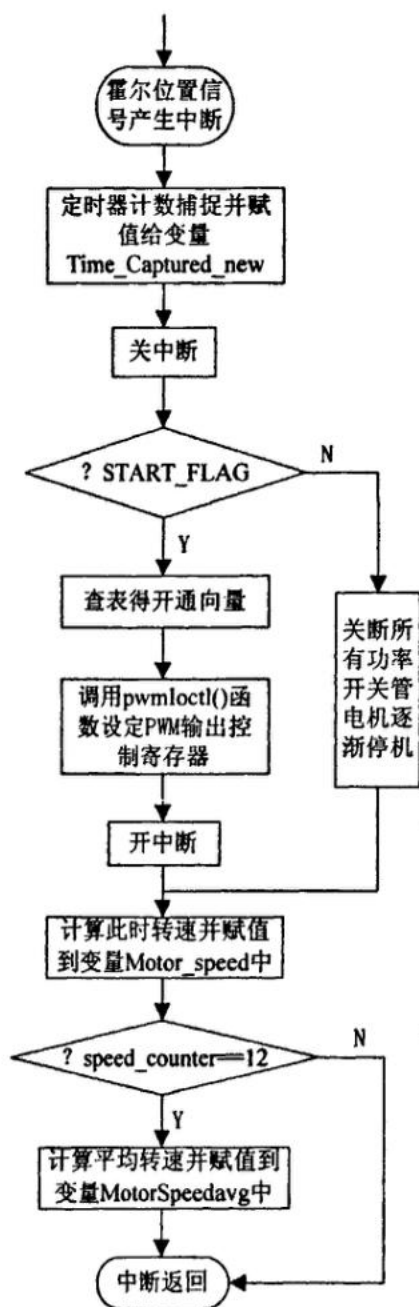 霍尔位置信
号产生中断
定时器计数捕捉并赋
值给变量
Time_Captured_new
关中断
? START_FLAG
N
Y
查表得开通向量
关断所
有功率
开关管
电机逐
渐停机
调用pwmIoctl()函
数设定PWM输出控
制寄存器
开中断
计算此时转速并赋值
到变量Motor_speed中
? speed_counter==12
N
Y
计算平均转速并赋值到
变量MotorSpeedavg中
中断返回